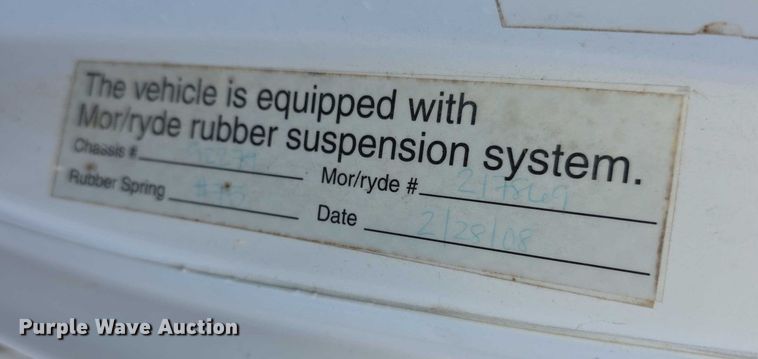 The vehicle is equipped with
Mor/ryde rubber suspension system.
Chassis #
Mor/ryde #
Rubber Spring #75
Date 2/28/08
Purple Wave Auction